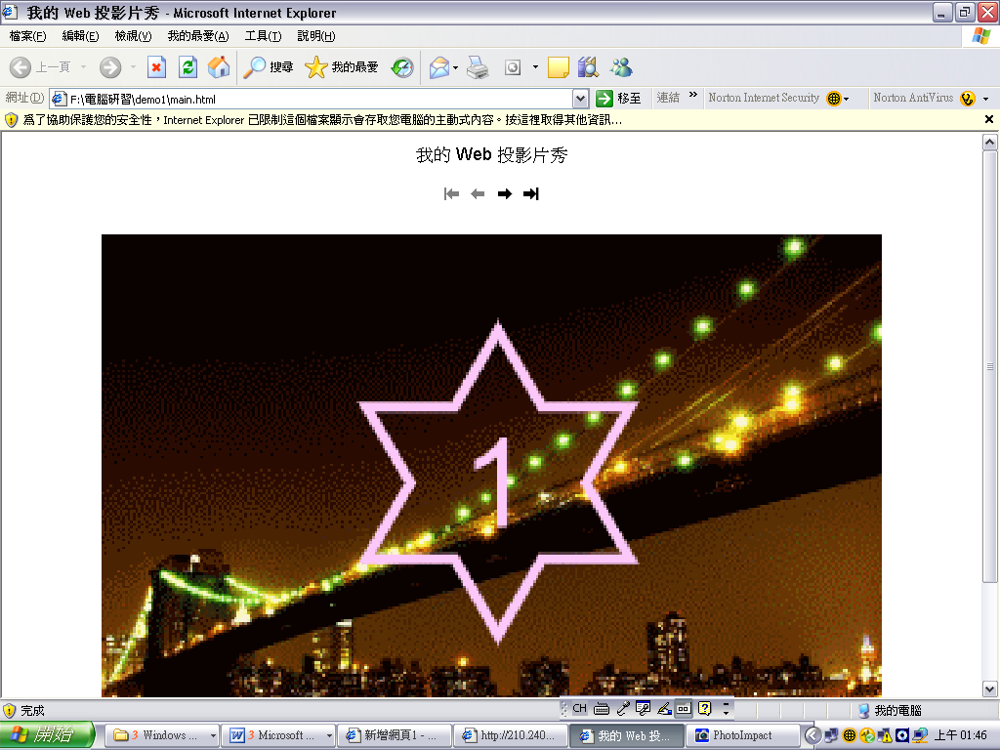 我的 Web 投影片秀 - Microsoft Internet Explorer
檔案(F) 編輯(E) 檢視(V) 我的最愛(A) 工具(T) 說明(H)
上一頁 搜尋 我的最愛
網址(D) F:\電腦研習\demo1\main.html 移至 連結 » Norton Internet Security Norton AntiVirus
為了協助保護您的安全性，Internet Explorer 已限制這個檔案顯示會存取您電腦的主動式內容。按這裡取得其他資訊...
我的 Web 投影片秀
1
完成 CH 我的電腦
開始 3 Windows ... 3 Microsoft ... 新增網頁1 - ... http://210.240... 我的 Web 投... PhotoImpact 上午 01:46